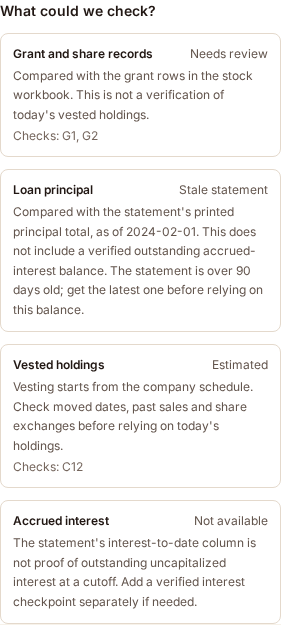 What could we check?
Grant and share records Needs review
Compared with the grant rows in the stock
workbook. This is not a verification of
today's vested holdings.
Checks: G1, G2
Loan principal Stale statement
Compared with the statement's printed
principal total, as of 2024-02-01. This does
not include a verified outstanding accrued-
interest balance. The statement is over 90
days old; get the latest one before relying on
this balance.
Vested holdings Estimated
Vesting starts from the company schedule.
Check moved dates, past sales and share
exchanges before relying on today's
holdings.
Checks: C12
Accrued interest Not available
The statement's interest-to-date column is
not proof of outstanding uncapitalized
interest at a cutoff. Add a verified interest
checkpoint separately if needed.